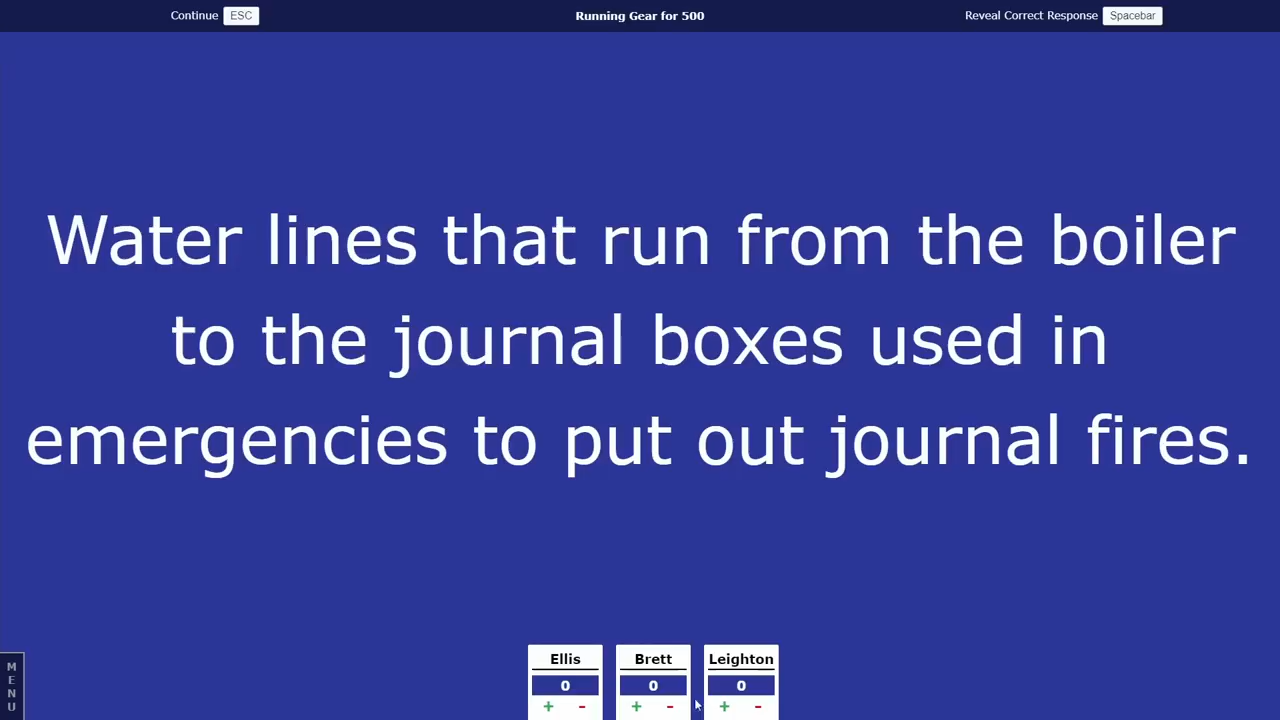 Continue ESC Running Gear for 500 Reveal Correct Response Spacebar
Water lines that run from the boiler
to the journal boxes used in
emergencies to put out journal fires.
MENU
Ellis Brett Leighton
0 0 0
+ - + - + -